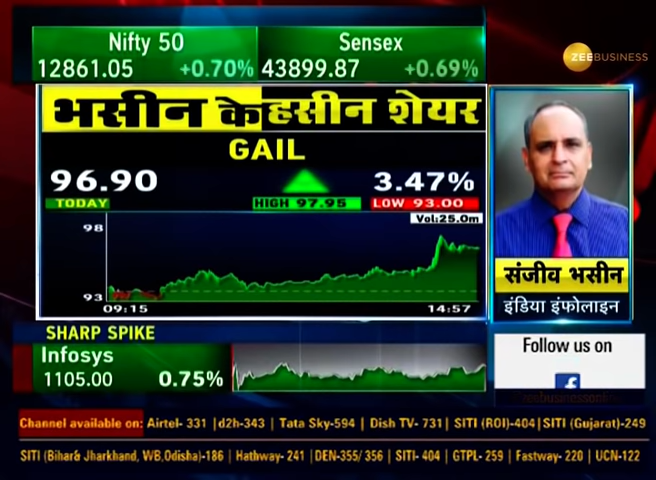 Nifty 50
12861.05 +0.70%
Sensex
43899.87 +0.69%
ZEEBUSINESS
भसीन के हसीन शेयर
GAIL
96.90 3.47%
TODAY HIGH 97.95 LOW 93.00
Vol:25.0m
98
93
09:15 14:57
संजीव भसीन
इंडिया इंफोलाइन
SHARP SPIKE
Infosys
1105.00 0.75%
Follow us on
Channel available on: Airtel- 331 | d2h-343 | Tata Sky-594 | Dish TV- 731 | SITI (ROI)-404 | SITI (Gujarat)-249
SITI (Bihar& Jharkhand, WB,Odisha)-186 | Hathway- 241 | DEN-355/ 356 | SITI- 404 | GTPL- 259 | Fastway- 220 | UCN-122